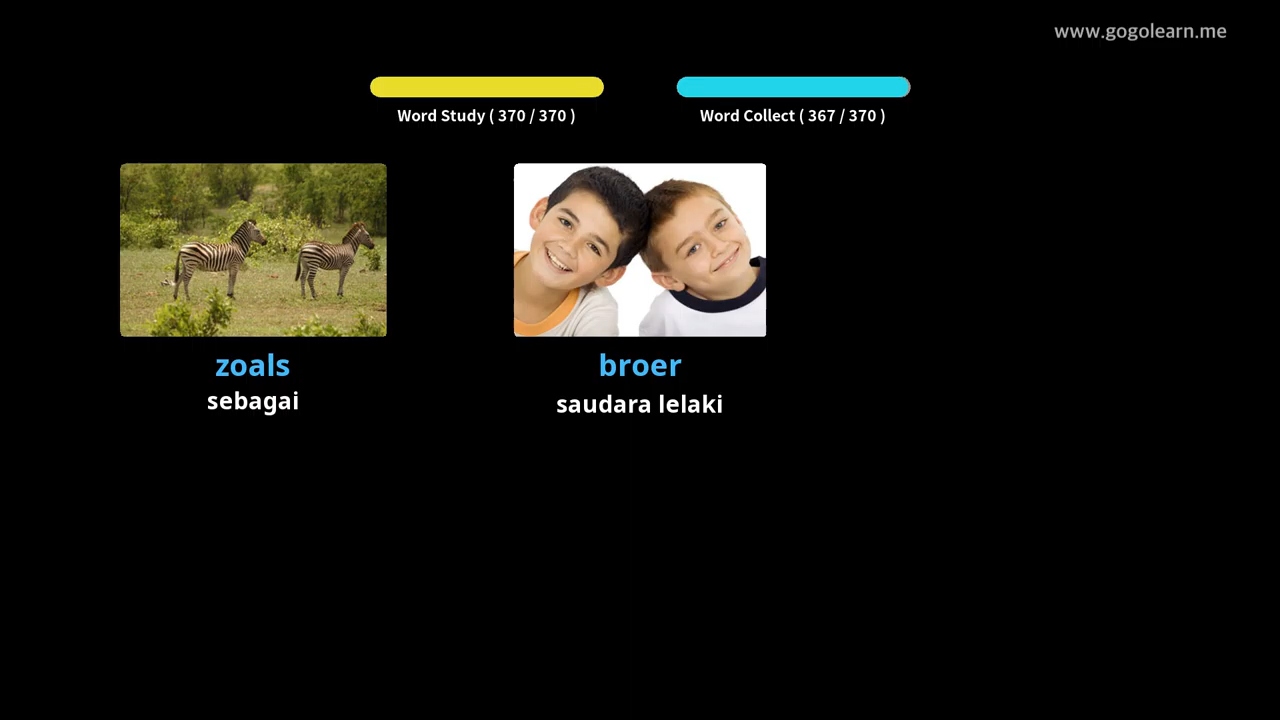 www.gogolearn.me
Word Study ( 370 / 370 )
Word Collect ( 367 / 370 )
zoals
sebagai
broer
saudara lelaki